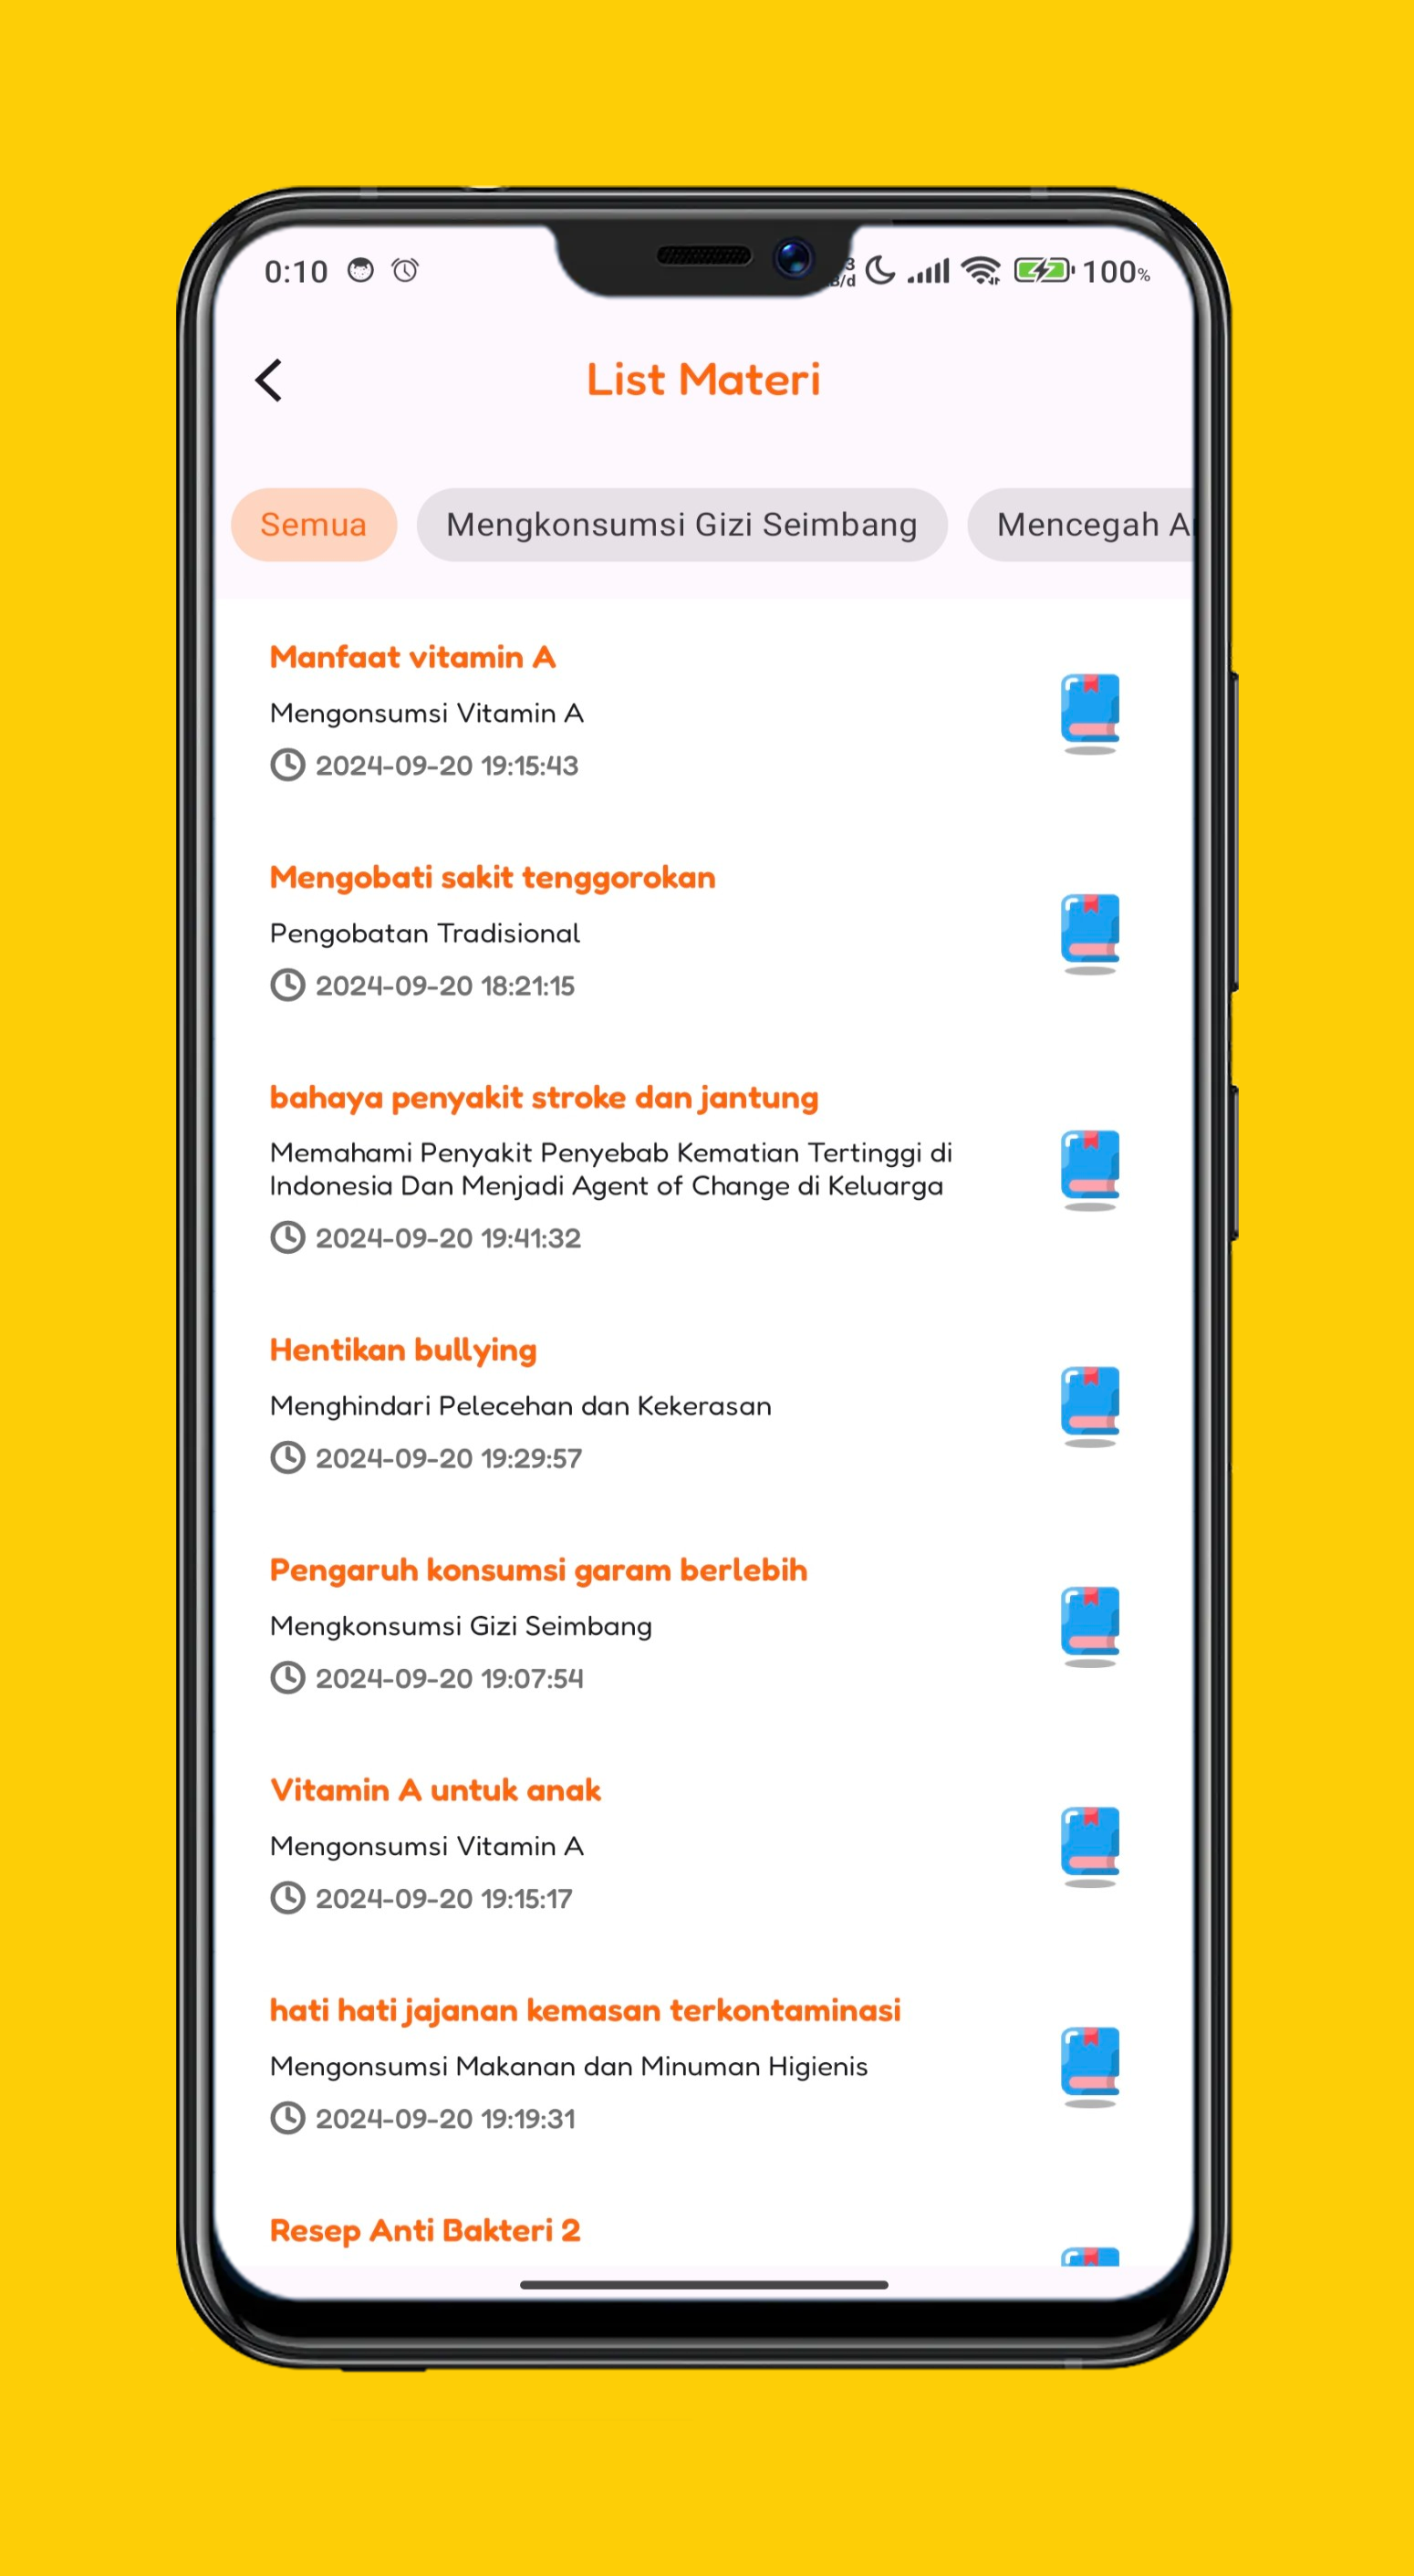 0:10
100%
List Materi
Semua
Mengkonsumsi Gizi Seimbang
Mencegah
Manfaat vitamin A
Mengonsumsi Vitamin A
2024-09-20 19:15:43
Mengobati sakit tenggorokan
Pengobatan Tradisional
2024-09-20 18:21:15
bahaya penyakit stroke dan jantung
Memahami Penyakit Penyebab Kematian Tertinggi di
Indonesia Dan Menjadi Agent of Change di Keluarga
2024-09-20 19:41:32
Hentikan bullying
Menghindari Pelecehan dan Kekerasan
2024-09-20 19:29:57
Pengaruh konsumsi garam berlebih
Mengkonsumsi Gizi Seimbang
2024-09-20 19:07:54
Vitamin A untuk anak
Mengonsumsi Vitamin A
2024-09-20 19:15:17
hati hati jajanan kemasan terkontaminasi
Mengonsumsi Makanan dan Minuman Higienis
2024-09-20 19:19:31
Resep Anti Bakteri 2